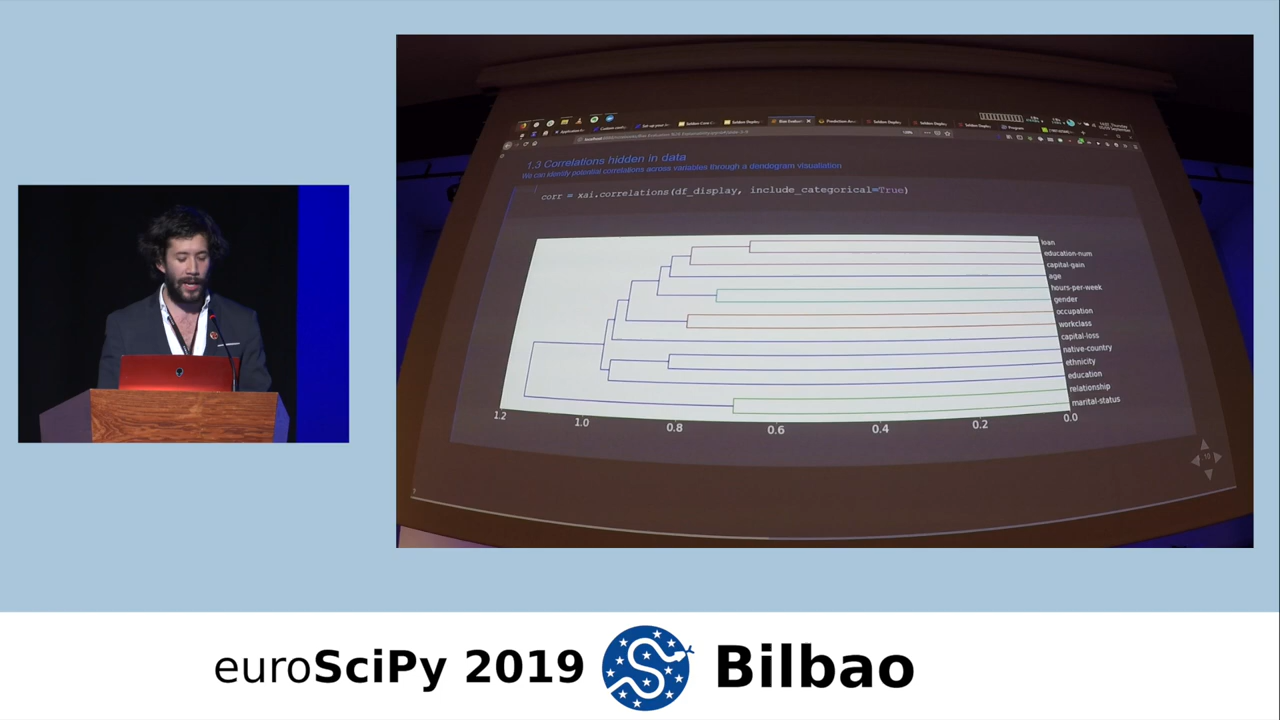 1.3 Correlations hidden in data
We can identify potential correlations across variables through a dendogram visualisation
corr = xai.correlations(df_display, include_categorical=True)
loan
education-num
capital-gain
age
hours-per-week
gender
occupation
workclass
capital-loss
native-country
ethnicity
education
relationship
marital-status
1.2 1.0 0.8 0.6 0.4 0.2 0.0
10
euroSciPy 2019 Bilbao